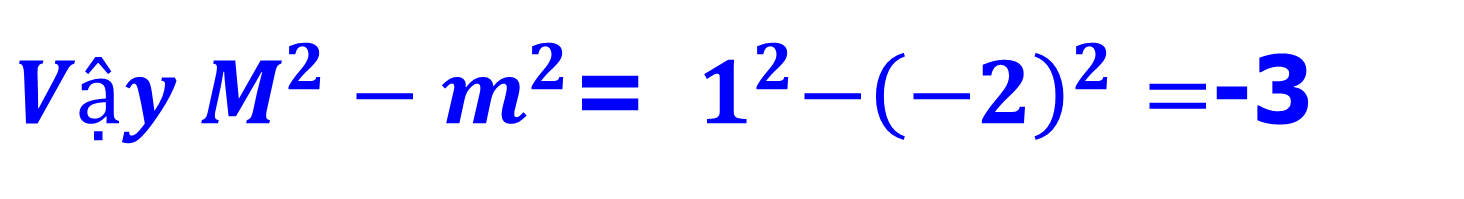 Vậy M² − m² = 1² − (−2)² = -3